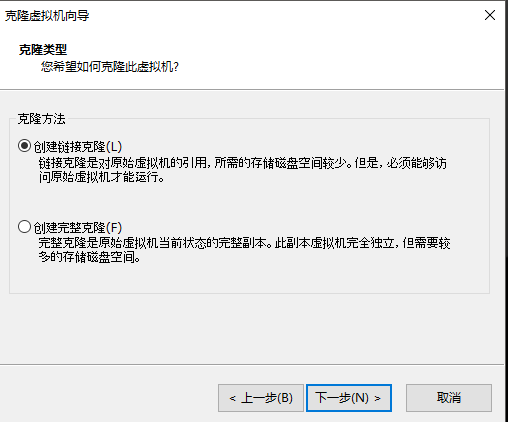 克隆虚拟机向导
克隆类型
您希望如何克隆此虚拟机?
克隆方法
创建链接克隆(L)
链接克隆是对原始虚拟机的引用，所需的存储磁盘空间较少。但是，必须能够访
问原始虚拟机才能运行。
创建完整克隆(F)
完整克隆是原始虚拟机当前状态的完整副本。此副本虚拟机完全独立，但需要较
多的存储磁盘空间。
< 上一步(B)
下一步(N) >
取消